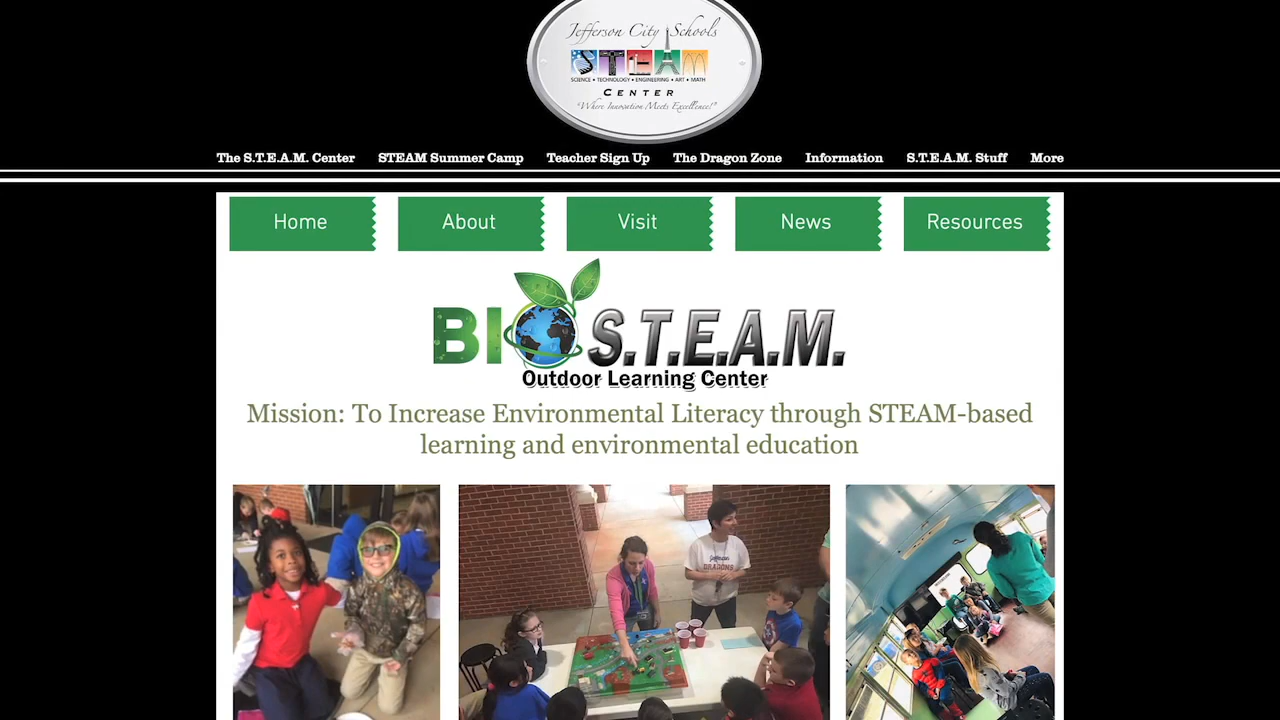 Jefferson City Schools
STEAM
SCIENCE • TECHNOLOGY • ENGINEERING • ART • MATH
CENTER
"Where Innovation Meets Excellence!"
The S.T.E.A.M. Center STEAM Summer Camp Teacher Sign Up The Dragon Zone Information S.T.E.A.M. Stuff More
Home About Visit News Resources
BIO S.T.E.A.M.
Outdoor Learning Center
Mission: To Increase Environmental Literacy through STEAM-based
learning and environmental education
Jefferson
DRAGONS